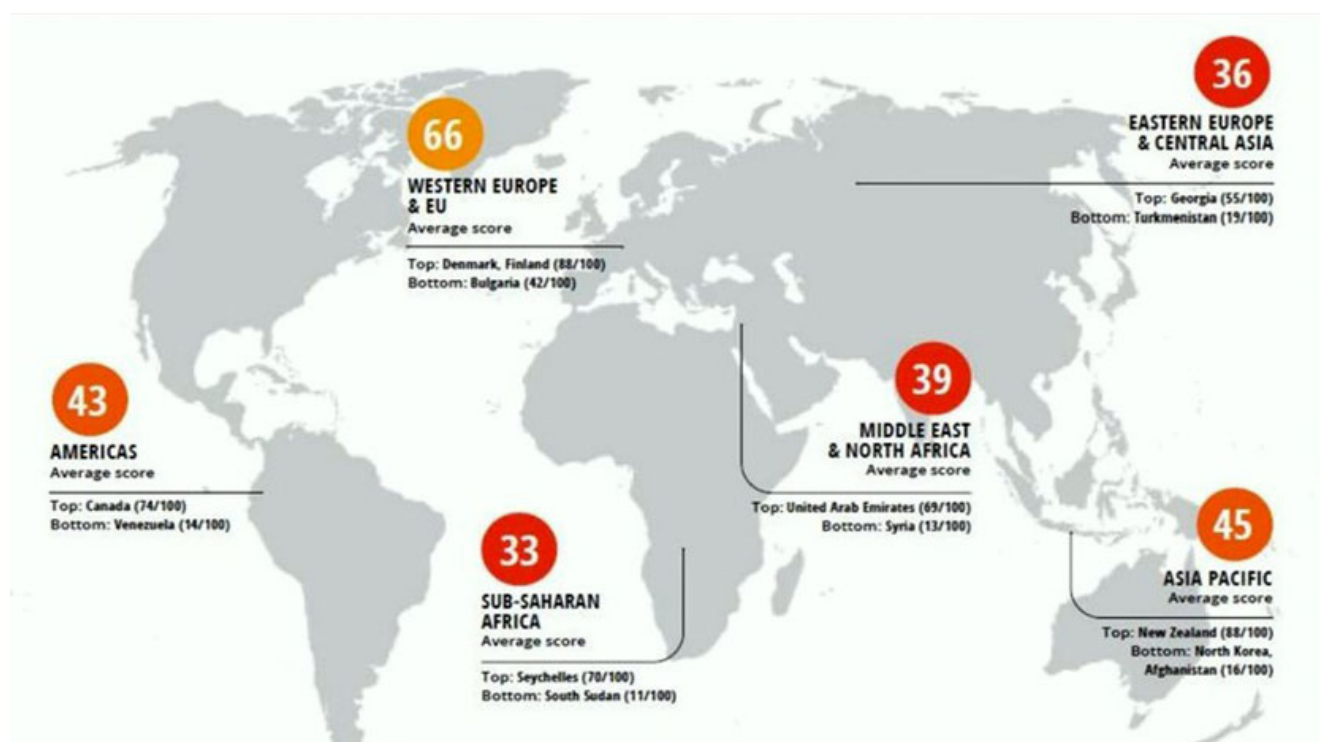 36
EASTERN EUROPE
& CENTRAL ASIA
Average score
Top: Georgia (55/100)
Bottom: Turkmenistan (19/100)
66
WESTERN EUROPE
& EU
Average score
Top: Denmark, Finland (88/100)
Bottom: Bulgaria (42/100)
43
AMERICAS
Average score
Top: Canada (74/100)
Bottom: Venezuela (14/100)
39
MIDDLE EAST
& NORTH AFRICA
Average score
Top: United Arab Emirates (69/100)
Bottom: Syria (13/100)
33
SUB-SAHARAN
AFRICA
Average score
Top: Seychelles (70/100)
Bottom: South Sudan (11/100)
45
ASIA PACIFIC
Average score
Top: New Zealand (88/100)
Bottom: North Korea,
Afghanistan (16/100)